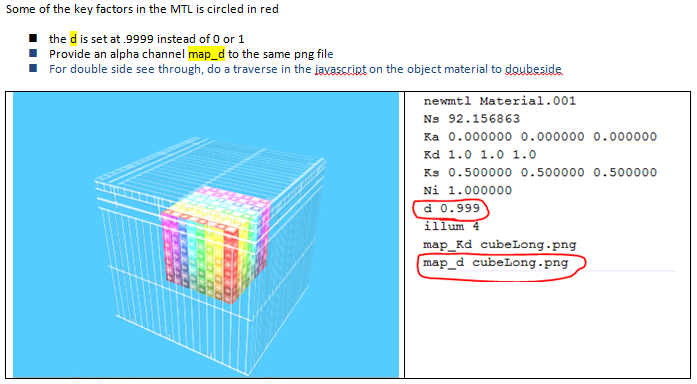 Some of the key factors in the MTL is circled in red
the d is set at .9999 instead of 0 or 1
Provide an alpha channel map_d to the same png file
For double side see through, do a traverse in the javascript on the object material to doubeside
newmtl Material.001
Ns 92.156863
Ka 0.000000 0.000000 0.000000
Kd 1.0 1.0 1.0
Ks 0.500000 0.500000 0.500000
Ni 1.000000
d 0.999
illum 4
map_Kd cubeLong.png
map_d cubeLong.png